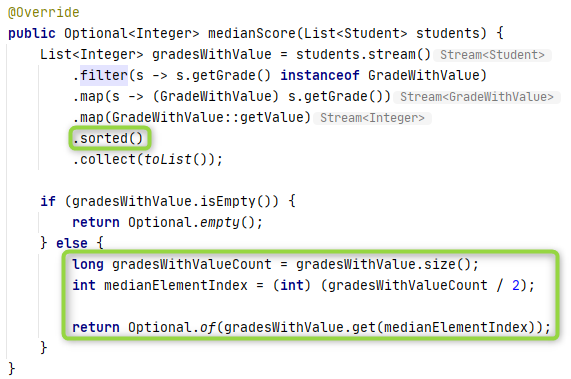 @Override
public Optional<Integer> medianScore(List<Student> students) {
    List<Integer> gradesWithValue = students.stream() Stream<Student>
        .filter(s -> s.getGrade() instanceof GradeWithValue)
        .map(s -> (GradeWithValue) s.getGrade()) Stream<GradeWithValue>
        .map(GradeWithValue::getValue) Stream<Integer>
        .sorted()
        .collect(toList());

    if (gradesWithValue.isEmpty()) {
        return Optional.empty();
    } else {
        long gradesWithValueCount = gradesWithValue.size();
        int medianElementIndex = (int) (gradesWithValueCount / 2);

        return Optional.of(gradesWithValue.get(medianElementIndex));
    }
}